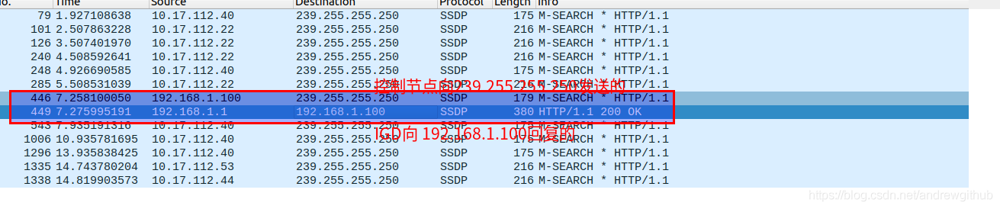 No. Time Source Destination Protocol Length Info
79 1.927108638 10.17.112.40 239.255.255.250 SSDP 175 M-SEARCH * HTTP/1.1
101 2.507863228 10.17.112.22 239.255.255.250 SSDP 216 M-SEARCH * HTTP/1.1
126 3.507401970 10.17.112.22 239.255.255.250 SSDP 216 M-SEARCH * HTTP/1.1
240 4.508592641 10.17.112.22 239.255.255.250 SSDP 216 M-SEARCH * HTTP/1.1
248 4.926690585 10.17.112.40 239.255.255.250 SSDP 175 M-SEARCH * HTTP/1.1
285 5.508531039 10.17.112.22 239.255.255.250 SSDP 216 M-SEARCH * HTTP/1.1
控制节点向239.255.255.250发送的
446 7.258100050 192.168.1.100 239.255.255.250 SSDP 179 M-SEARCH * HTTP/1.1
449 7.275995191 192.168.1.1 192.168.1.100 SSDP 380 HTTP/1.1 200 OK
543 7.935191316 10.17.112.40 239.255.255.250 SSDP 175 M-SEARCH * HTTP/1.1
IGD向 192.168.1.100回复的
1006 10.935781695 10.17.112.40 239.255.255.250 SSDP 175 M-SEARCH * HTTP/1.1
1296 13.935838425 10.17.112.40 239.255.255.250 SSDP 175 M-SEARCH * HTTP/1.1
1335 14.743780204 10.17.112.53 239.255.255.250 SSDP 216 M-SEARCH * HTTP/1.1
1338 14.819903573 10.17.112.44 239.255.255.250 SSDP 216 M-SEARCH * HTTP/1.1
https://blog.csdn.net/andrewgithub